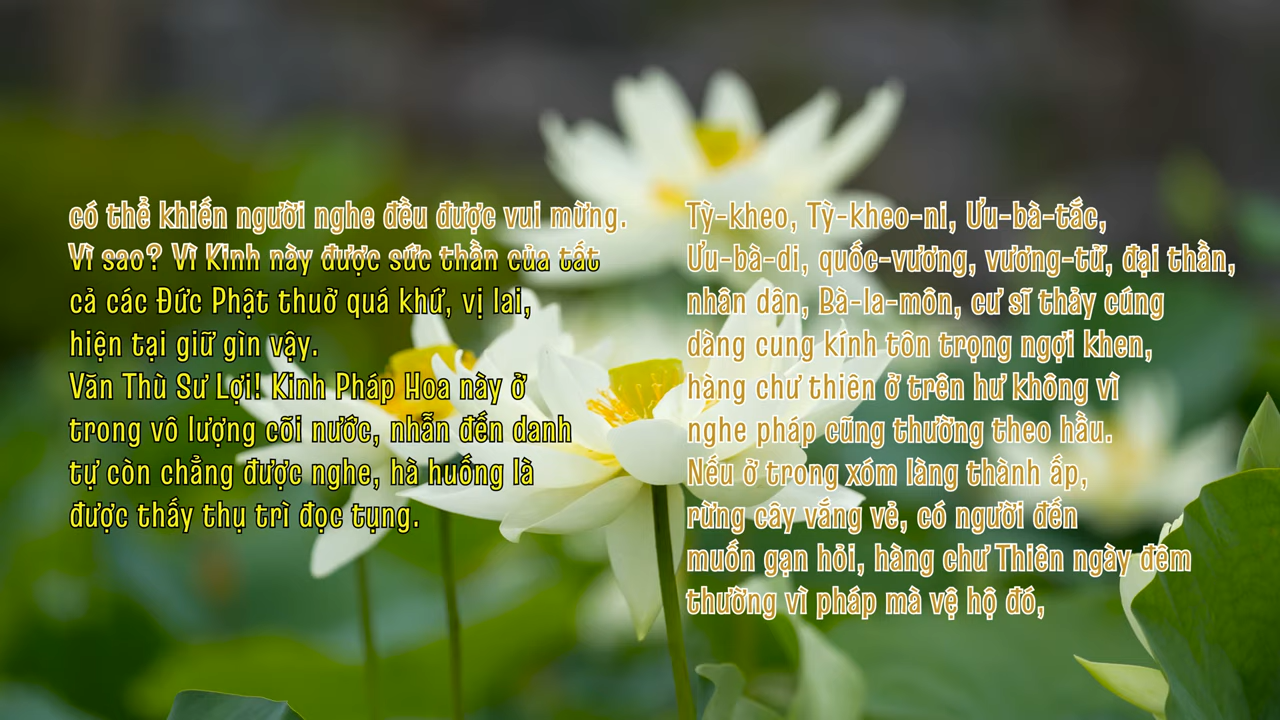 có thể khiến người nghe đều được vui mừng.
Vì sao? Vì Kinh này được sức thần của tất
cả các Đức Phật thuở quá khứ, vị lai,
hiện tại giữ gìn vậy.
Văn Thù Sư Lợi! Kinh Pháp Hoa này ở
trong vô lượng cõi nước, nhẫn đến danh
tự còn chẳng được nghe, hà huống là
được thấy thụ trì đọc tụng.
Tỳ-kheo, Tỳ-kheo-ni, Ưu-bà-tắc,
Ưu-bà-di, quốc-vương, vương-tử, đại thần,
nhân dân, Bà-la-môn, cư sĩ thảy cúng
dàng cung kính tôn trọng ngợi khen,
hàng chư thiên ở trên hư không vì
nghe pháp cũng thường theo hầu.
Nếu ở trong xóm làng thành ấp,
rừng cây vắng vẻ, có người đến
muốn gạn hỏi, hàng chư Thiên ngày đêm
thường vì pháp mà vệ hộ đó,